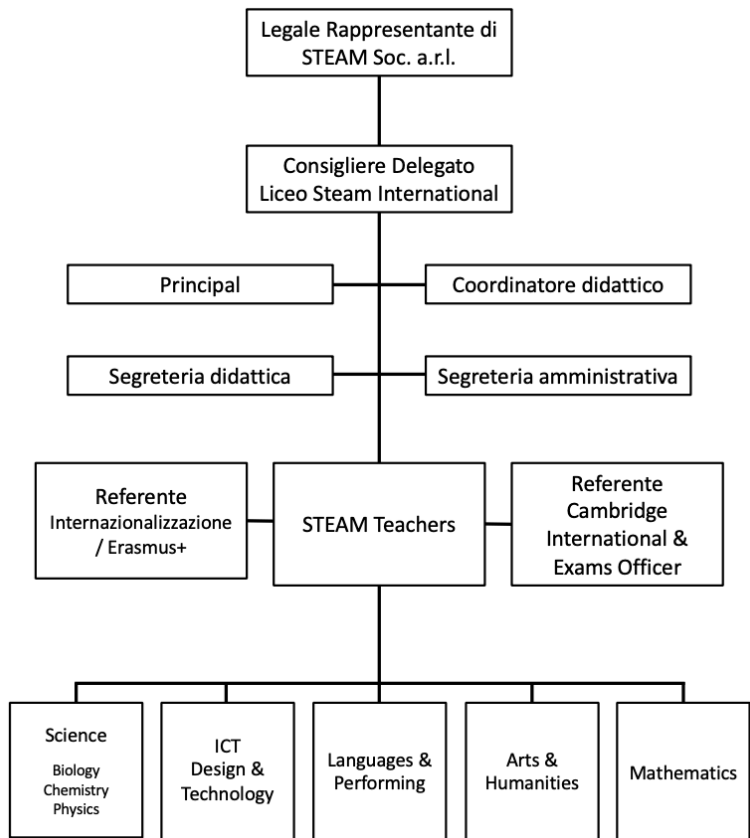 Legale Rappresentante di
STEAM Soc. a.r.l.
Consigliere Delegato
Liceo Steam International
Principal
Coordinatore didattico
Segreteria didattica
Segreteria amministrativa
Referente
Internazionalizzazione
/ Erasmus+
STEAM Teachers
Referente
Cambridge
International &
Exams Officer
Science
Biology
Chemistry
Physics
ICT
Design &
Technology
Languages &
Performing
Arts &
Humanities
Mathematics